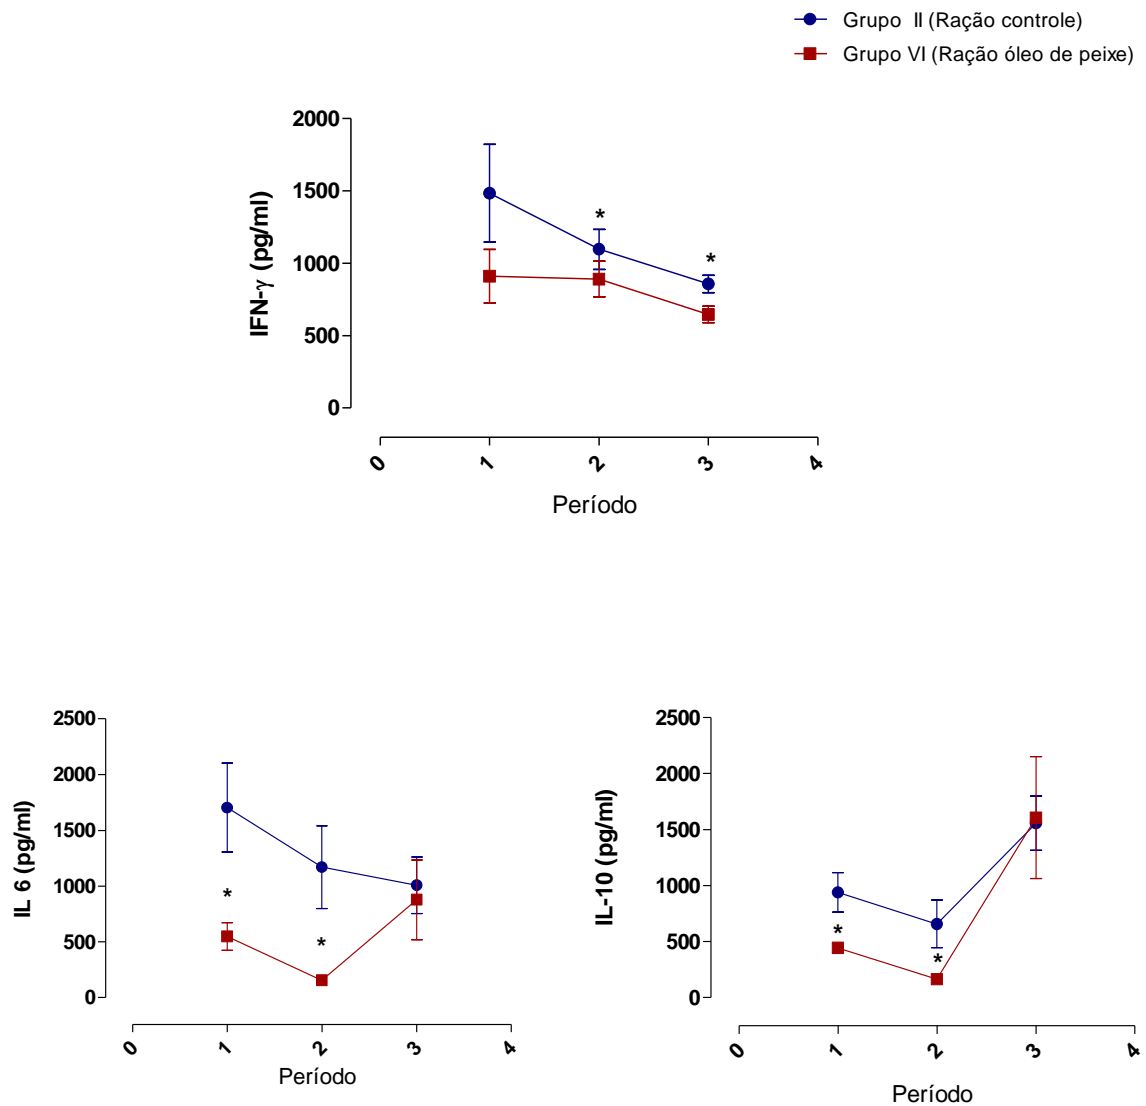 Grupo II (Ração controle)
Grupo VI (Ração óleo de peixe)
2000
1500
1000
500
0
IFN-γ (pg/ml)
*
*
0 1 2 3 4
Período
2500
2000
1500
1000
500
0
IL 6 (pg/ml)
*
*
0 1 2 3 4
Período
2500
2000
1500
1000
500
0
IL-10 (pg/ml)
*
*
0 1 2 3 4
Período